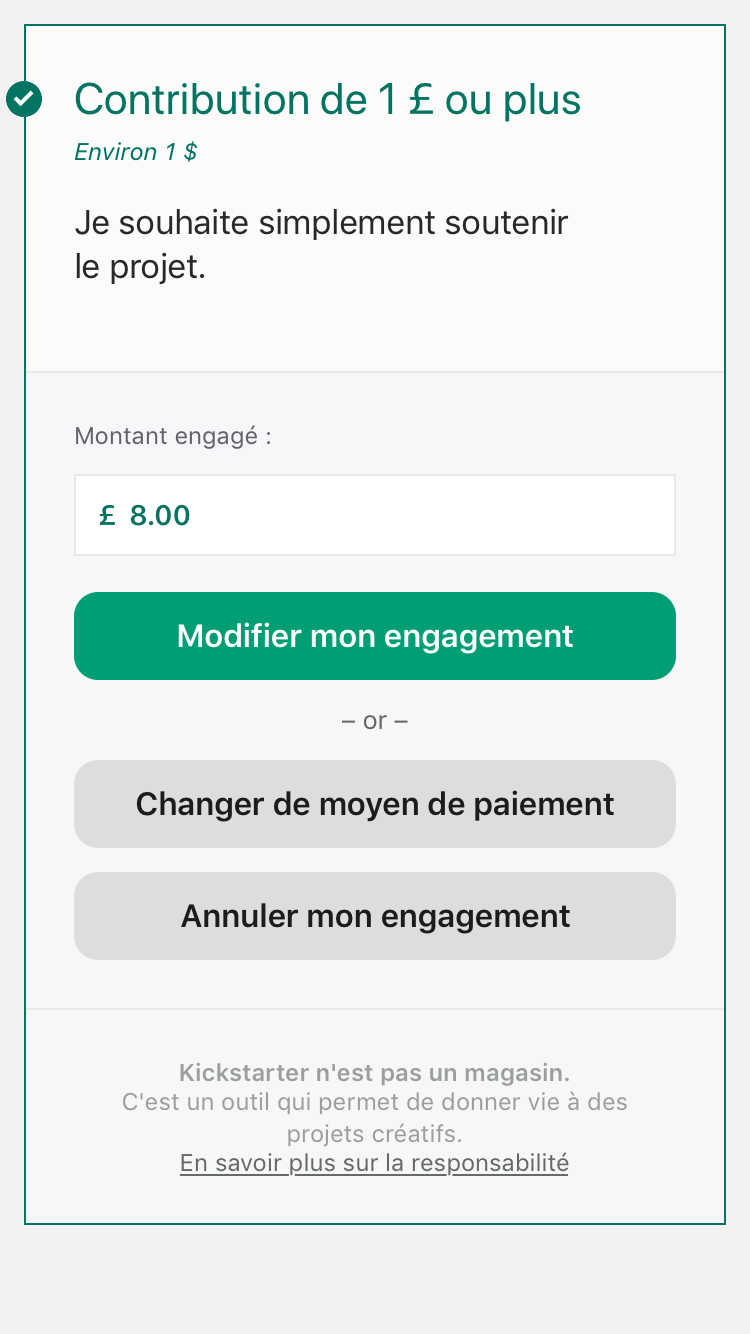 Contribution de 1 £ ou plus
Environ 1 $
Je souhaite simplement soutenir
le projet.
Montant engagé :
£ 8.00
Modifier mon engagement
– or –
Changer de moyen de paiement
Annuler mon engagement
Kickstarter n'est pas un magasin.
C'est un outil qui permet de donner vie à des
projets créatifs.
En savoir plus sur la responsabilité